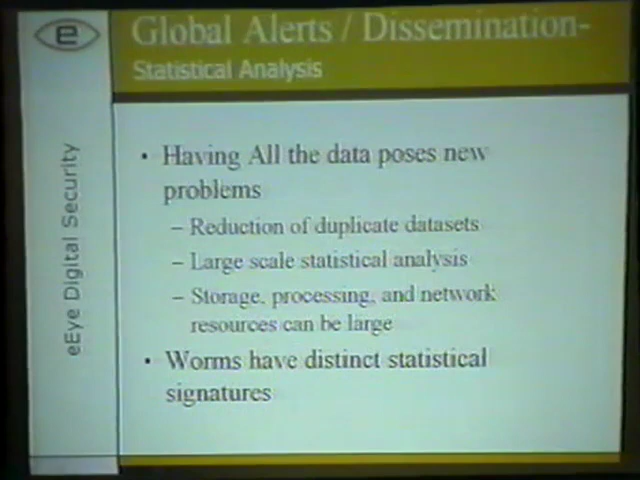 e
Global Alerts / Dissemination-
Statistical Analysis
eEye Digital Security
• Having All the data poses new
problems
– Reduction of duplicate datasets
– Large scale statistical analysis
– Storage, processing, and network
resources can be large
• Worms have distinct statistical
signatures